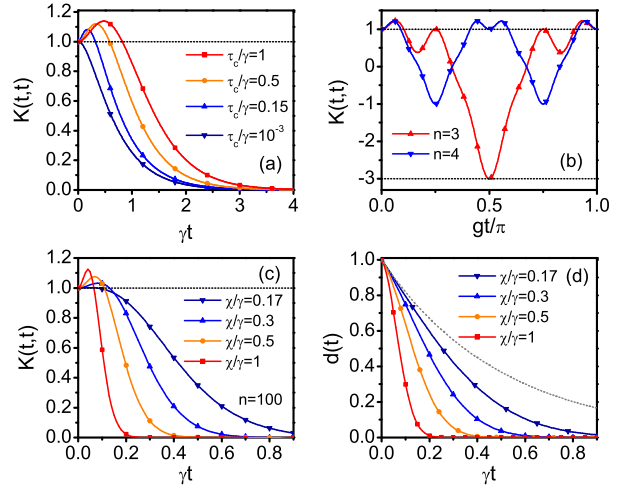 1.2
1.0
0.8
0.6
0.4
0.2
0.0
K(t,t)
τc/γ=1
τc/γ=0.5
τc/γ=0.15
τc/γ=10-3
(a)
0 1 2 3 4
γt
1
0
-1
-2
-3
K(t,t)
n=3
n=4
(b)
0.0 0.5 1.0
gt/π
1.2
1.0
0.8
0.6
0.4
0.2
0.0
K(t,t)
(c)
χ/γ=0.17
χ/γ=0.3
χ/γ=0.5
χ/γ=1
n=100
0.0 0.2 0.4 0.6 0.8
γt
1.0
0.8
0.6
0.4
0.2
0.0
d(t)
χ/γ=0.17
(d)
χ/γ=0.3
χ/γ=0.5
χ/γ=1
0.0 0.2 0.4 0.6 0.8
γt